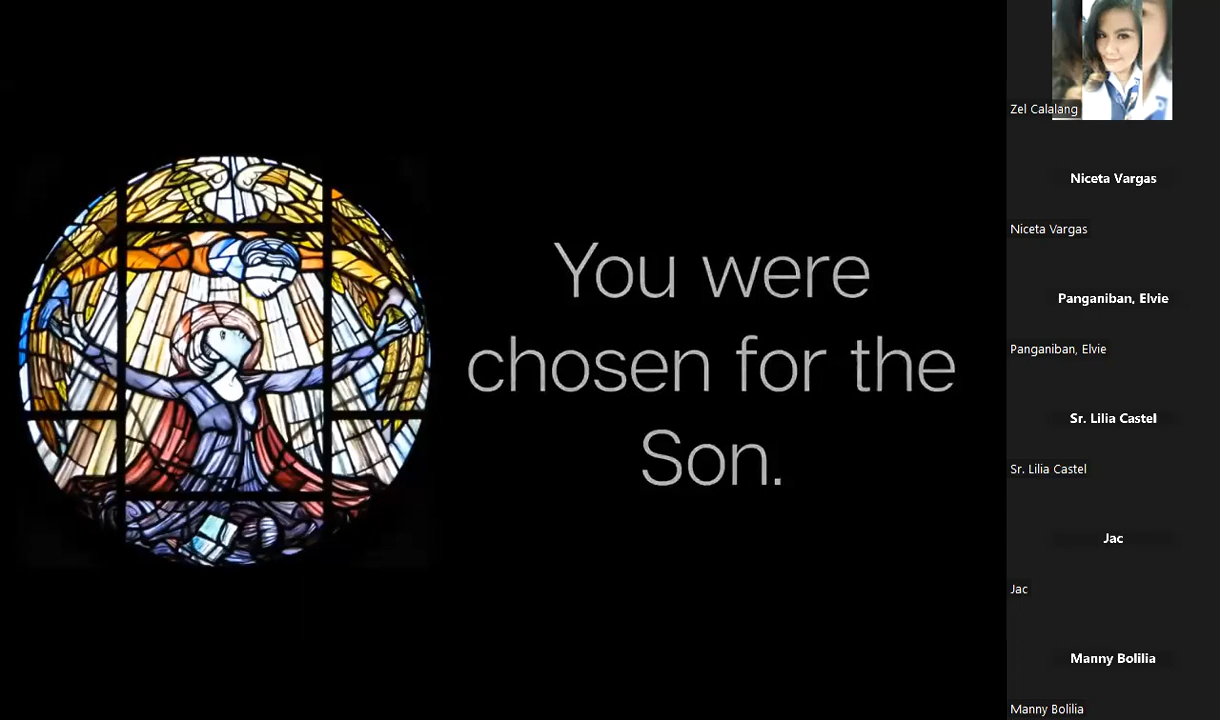 You were
chosen for the
Son.
Zel Calalang
Niceta Vargas
Niceta Vargas
Panganiban, Elvie
Panganiban, Elvie
Sr. Lilia Castel
Sr. Lilia Castel
Jac
Jac
Manny Bolilia
Manny Bolilia